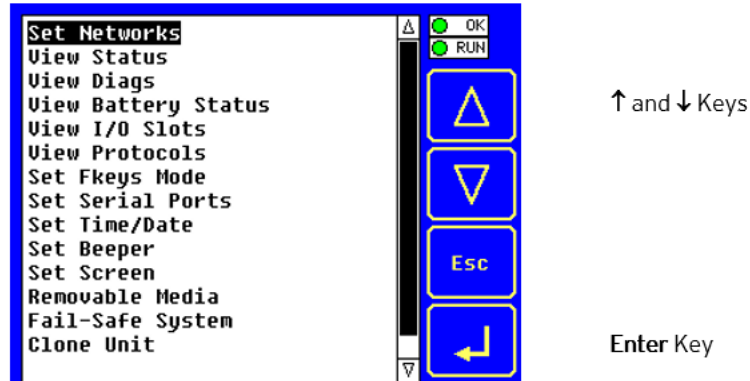 Set Networks
View Status
View Diags
View Battery Status
View I/O Slots
View Protocols
Set Fkeys Mode
Set Serial Ports
Set Time/Date
Set Beeper
Set Screen
Removable Media
Fail-Safe System
Clone Unit
OK
RUN
↑ and ↓ Keys
Esc
Enter Key